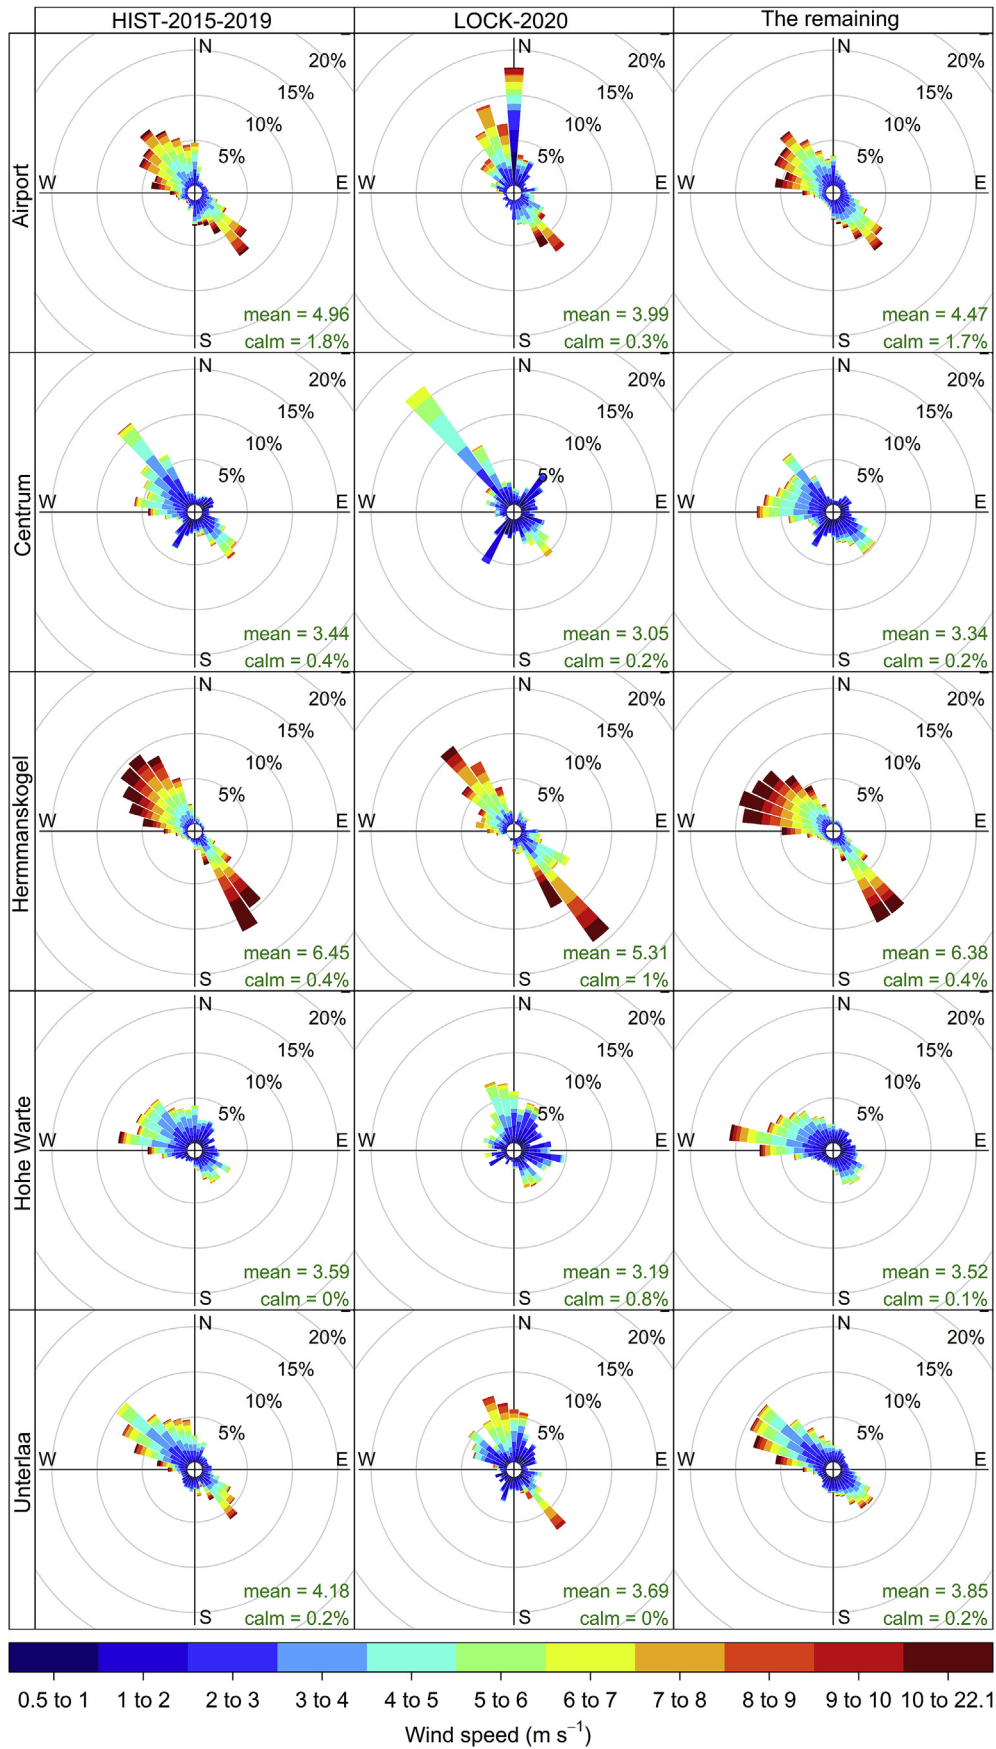 HIST-2015-2019 LOCK-2020 The remaining
Airport
N 20% 15% 10% 5% W E S
mean = 4.96
calm = 1.8%
N 20% 15% 10% 5% W E S
mean = 3.99
calm = 0.3%
N 20% 15% 10% 5% W E S
mean = 4.47
calm = 1.7%
Centrum
N 20% 15% 10% 5% W E S
mean = 3.44
calm = 0.4%
N 20% 15% 10% 5% W E S
mean = 3.05
calm = 0.2%
N 20% 15% 10% 5% W E S
mean = 3.34
calm = 0.2%
Hermmanskogel
N 20% 15% 10% 5% W E S
mean = 6.45
calm = 0.4%
N 20% 15% 10% 5% W E S
mean = 5.31
calm = 1%
N 20% 15% 10% 5% W E S
mean = 6.38
calm = 0.4%
Hohe Warte
N 20% 15% 10% 5% W E S
mean = 3.59
calm = 0%
N 20% 15% 10% 5% W E S
mean = 3.19
calm = 0.8%
N 20% 15% 10% 5% W E S
mean = 3.52
calm = 0.1%
Unterlaa
N 20% 15% 10% 5% W E S
mean = 4.18
calm = 0.2%
N 20% 15% 10% 5% W E S
mean = 3.69
calm = 0%
N 20% 15% 10% 5% W E S
mean = 3.85
calm = 0.2%
0.5 to 1 1 to 2 2 to 3 3 to 4 4 to 5 5 to 6 6 to 7 7 to 8 8 to 9 9 to 10 10 to 22.1
Wind speed (m s⁻¹)